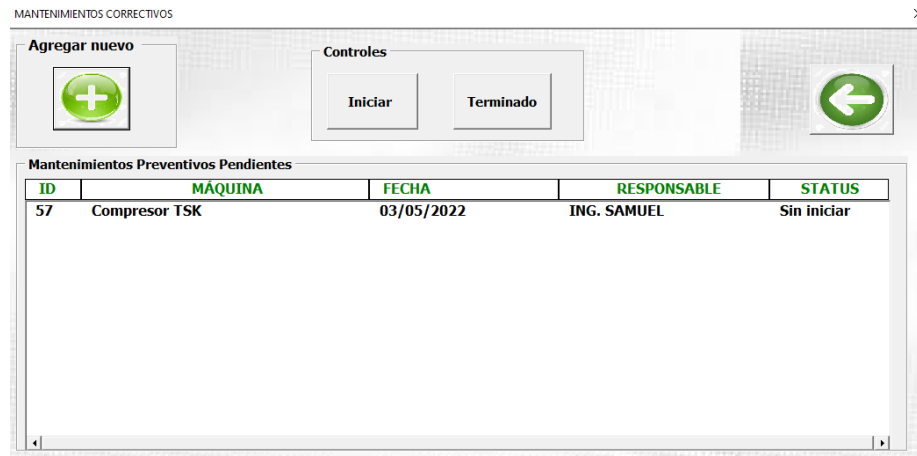 MANTENIMIENTOS CORRECTIVOS
Agregar nuevo
Controles
Iniciar Terminado
Mantenimientos Preventivos Pendientes
ID MÁQUINA FECHA RESPONSABLE STATUS
57 Compresor TSK 03/05/2022 ING. SAMUEL Sin iniciar